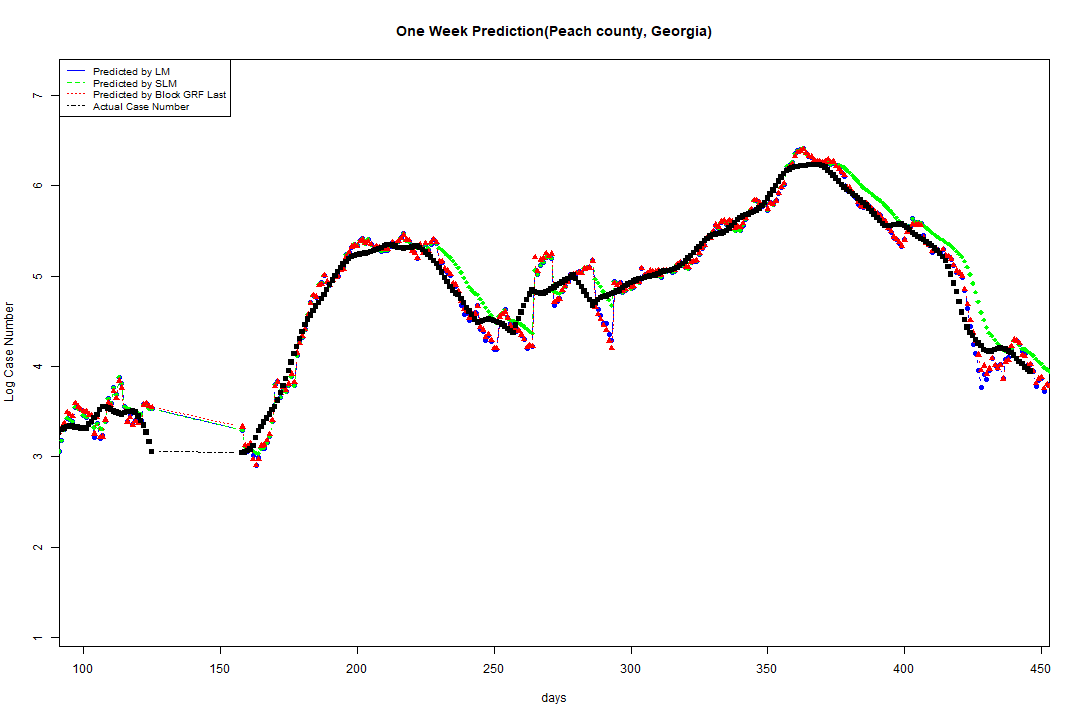 One Week Prediction(Peach county, Georgia)
Predicted by LM
Predicted by SLM
Predicted by Block GRF Last
Actual Case Number
7
6
5
4
3
2
1
Log Case Number
100 150 200 250 300 350 400 450
days